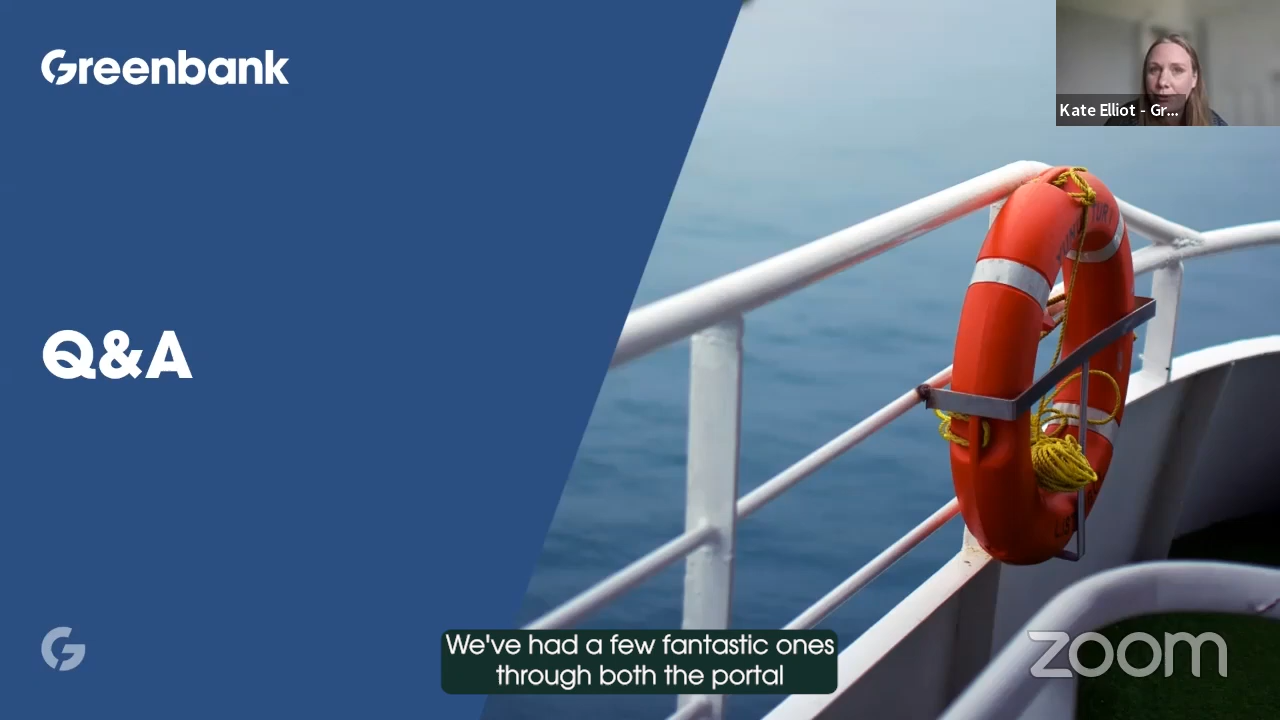 Greenbank
Kate Elliot - Gr...
Q&A
We've had a few fantastic ones
through both the portal
zoom